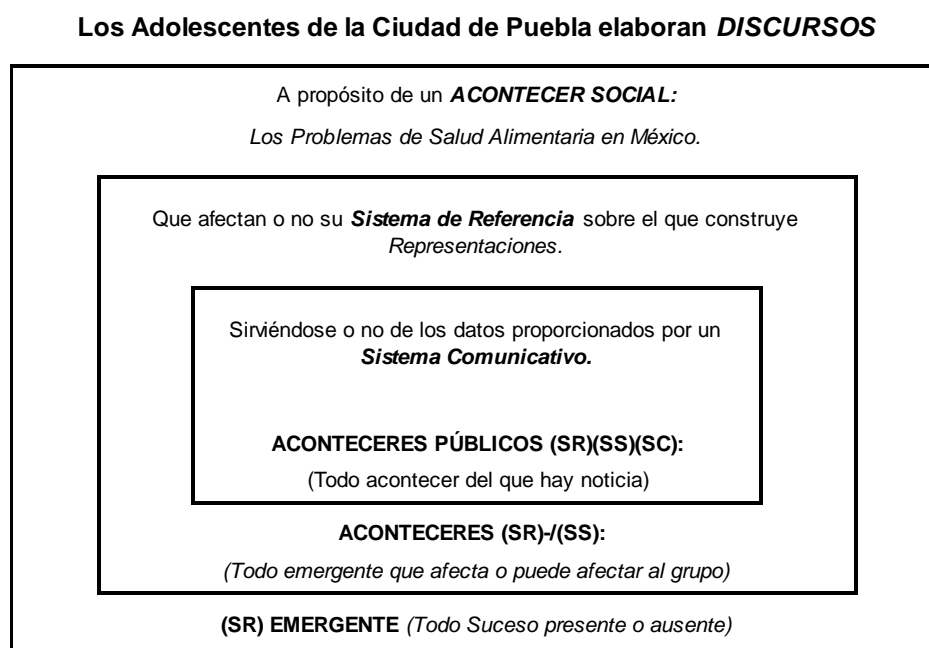 Los Adolescentes de la Ciudad de Puebla elaboran DISCURSOS
A propósito de un ACONTECER SOCIAL:
Los Problemas de Salud Alimentaria en México.
Que afectan o no su Sistema de Referencia sobre el que construye
Representaciones.
Sirviéndose o no de los datos proporcionados por un
Sistema Comunicativo.
ACONTECERES PÚBLICOS (SR)(SS)(SC):
(Todo acontecer del que hay noticia)
ACONTECERES (SR)-/(SS):
(Todo emergente que afecta o puede afectar al grupo)
(SR) EMERGENTE (Todo Suceso presente o ausente)